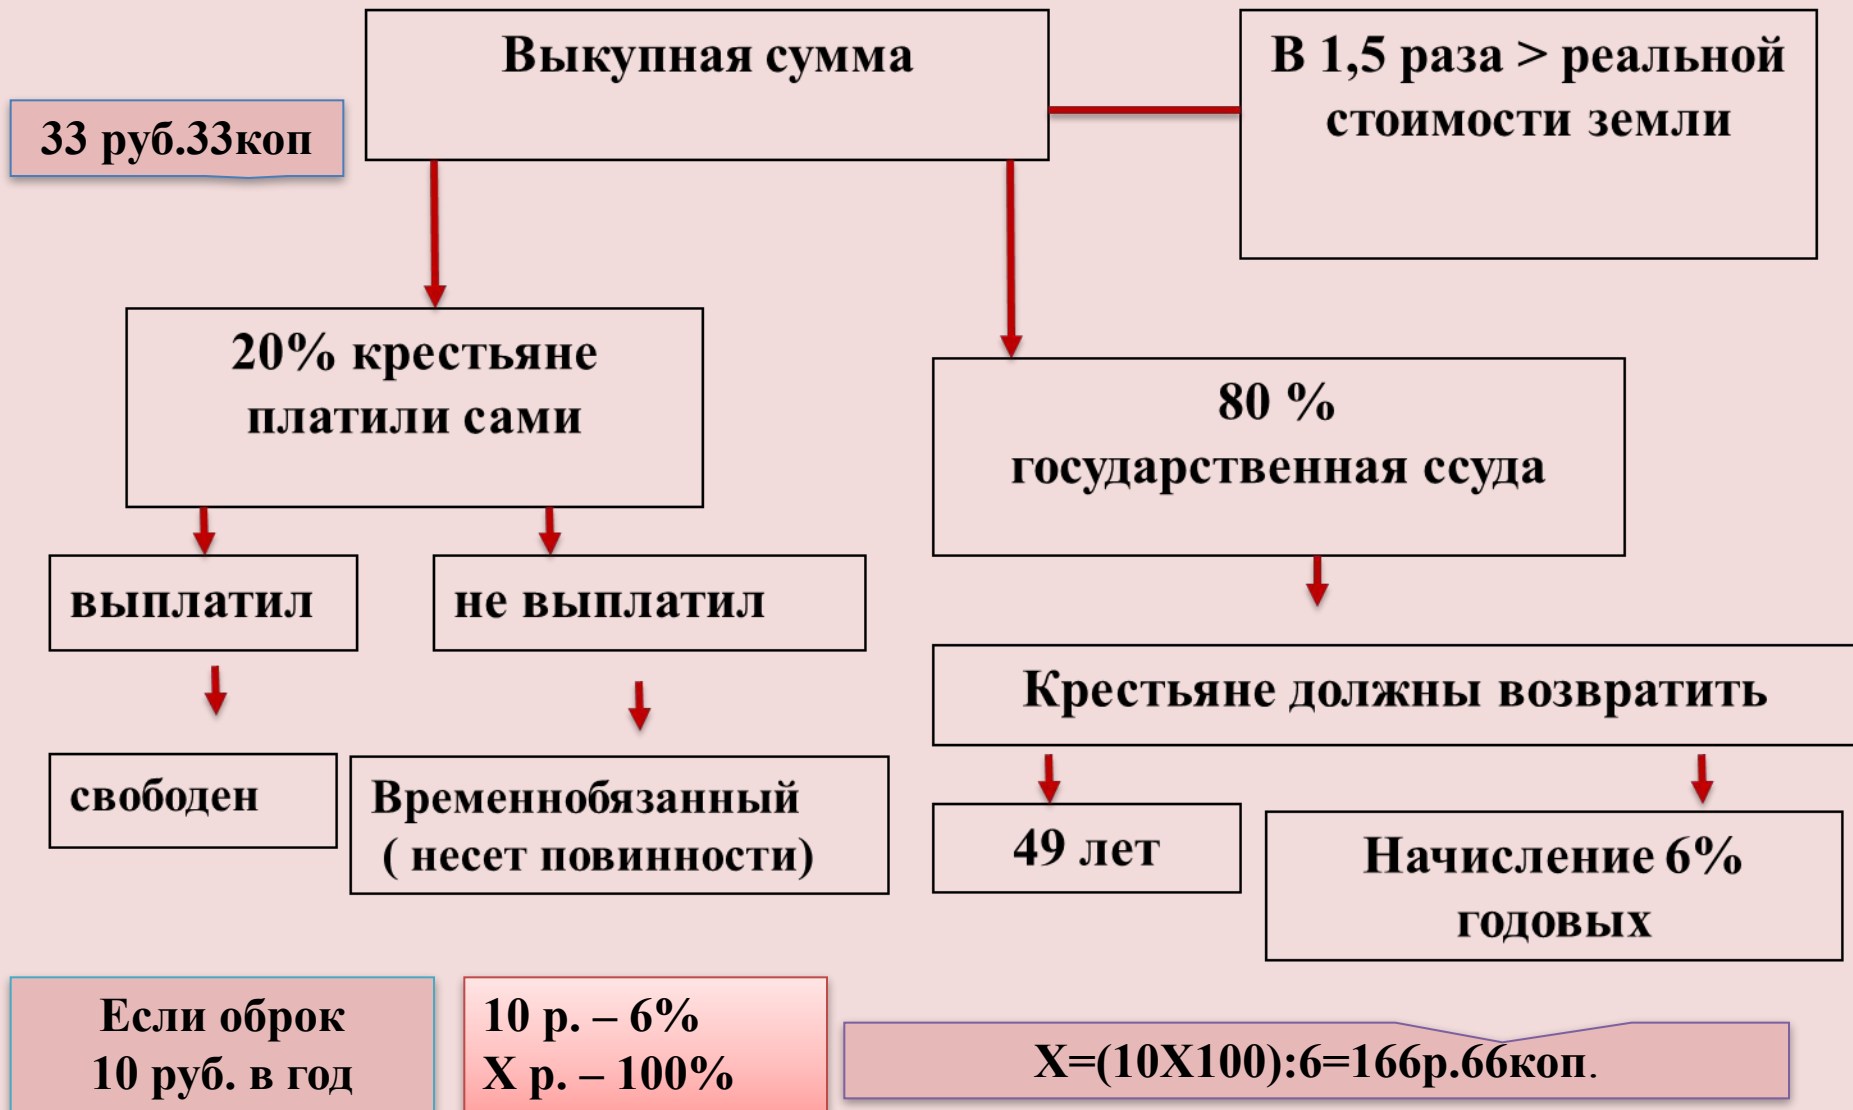 Выкупная сумма
В 1,5 раза > реальной
стоимости земли
33 руб.33коп
20% крестьяне
платили сами
80 %
государственная ссуда
выплатил
не выплатил
Крестьяне должны возвратить
свободен
Временнобязанный
( несет повинности)
49 лет
Начисление 6%
годовых
Если оброк
10 руб. в год
10 р. – 6%
Х р. – 100%
Х=(10Х100):6=166р.66коп.